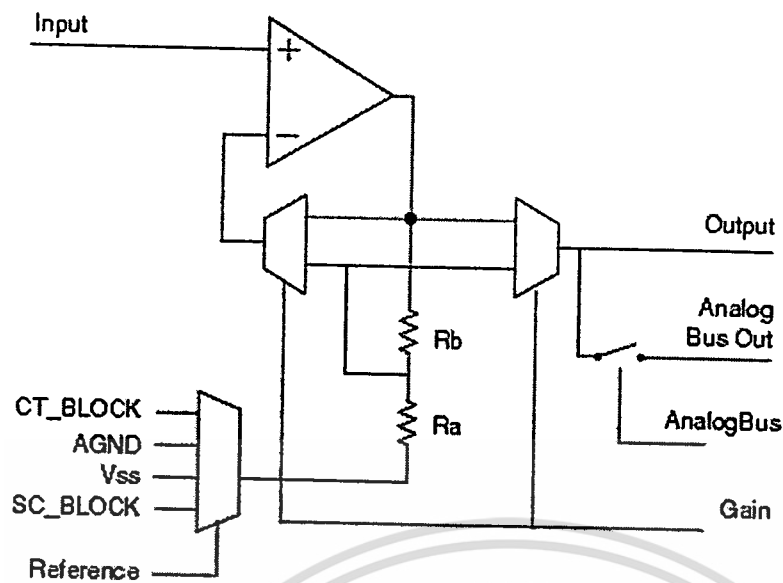 Input
+
−
Output
Analog
Bus Out
Rb
CT_BLOCK
Ra
AnalogBus
AGND
Vss
SC_BLOCK
Gain
Reference